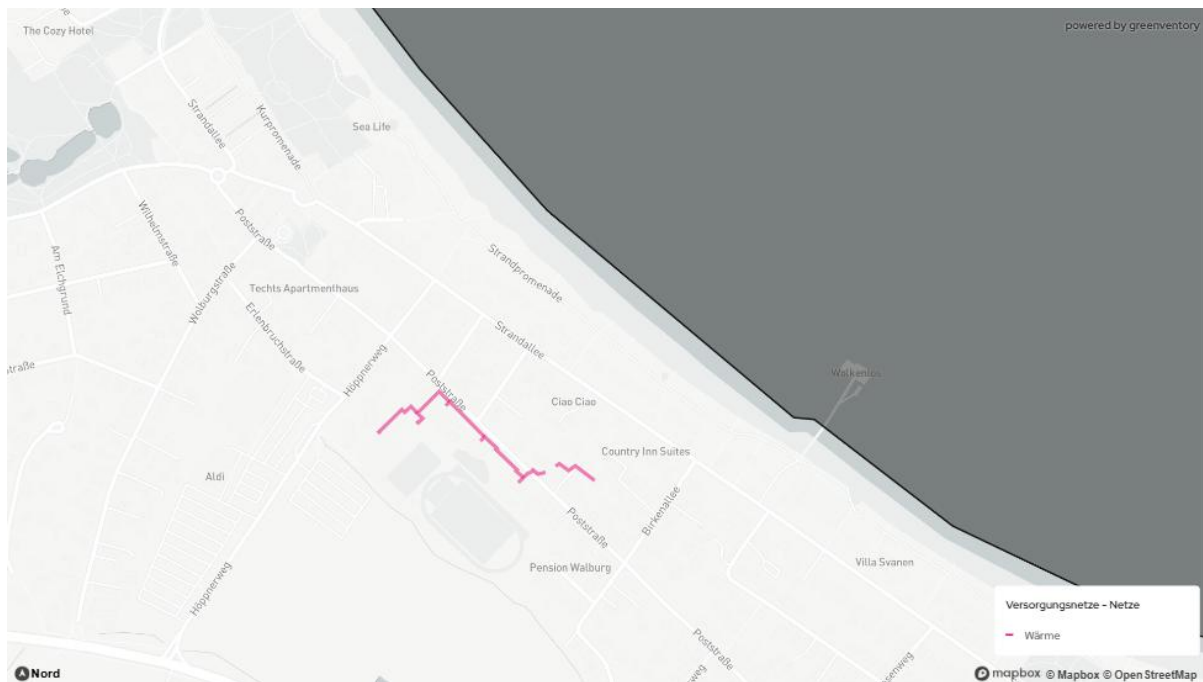 The Cozy Hotel
powered by greenventory
Strandallee
Kurpromenade
Sea Life
Wilhelmstraße
Poststraße
Am Eichgrund
Wolburgstraße
Strandpromenade
Techts Apartmenthaus
Erlenbruchstraße
Strandallee
Höppnerweg
straße
Poststraße
Walkenlos
Ciao Ciao
Country Inn Suites
Aldi
Birkenallee
Poststraße
Pension Walburg
Villa Svanen
Höppnerweg
Versorgungsnetze - Netze
Wärme
Poststraße
senweg
Nord
mapbox © Mapbox © OpenStreetMap